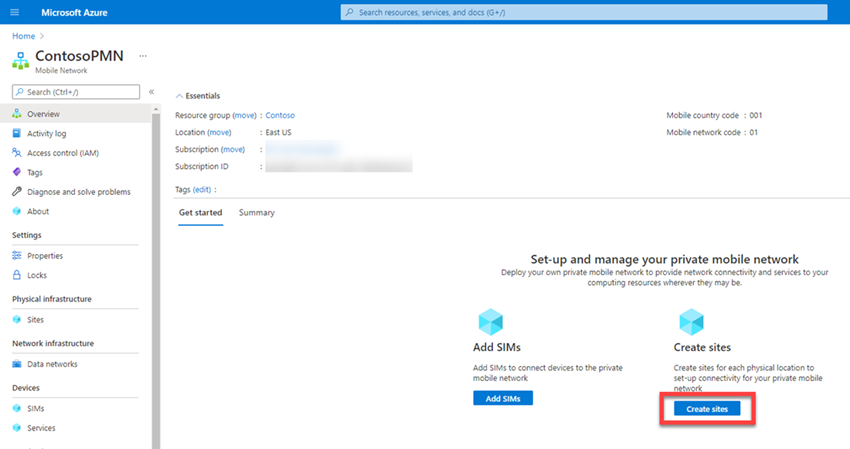 Microsoft Azure
Search resources, services, and docs (G+/)
Home >
ContosoPMN ...
Mobile Network
Search (Ctrl+/)
«
Overview
Activity log
Access control (IAM)
Tags
Diagnose and solve problems
About
Settings
Properties
Locks
Physical infrastructure
Sites
Network infrastructure
Data networks
Devices
SIMs
Services
Essentials
Resource group (move) : Contoso
Location (move) : East US
Subscription (move) :
Subscription ID :
Tags (edit) :
Mobile country code : 001
Mobile network code : 01
Get started
Summary
Set-up and manage your private mobile network
Deploy your own private mobile network to provide network connectivity and services to your
computing resources wherever they may be.
Add SIMs
Add SIMs to connect devices to the private
mobile network
Add SIMs
Create sites
Create sites for each physical location to
set-up connectivity for your private mobile
network
Create sites